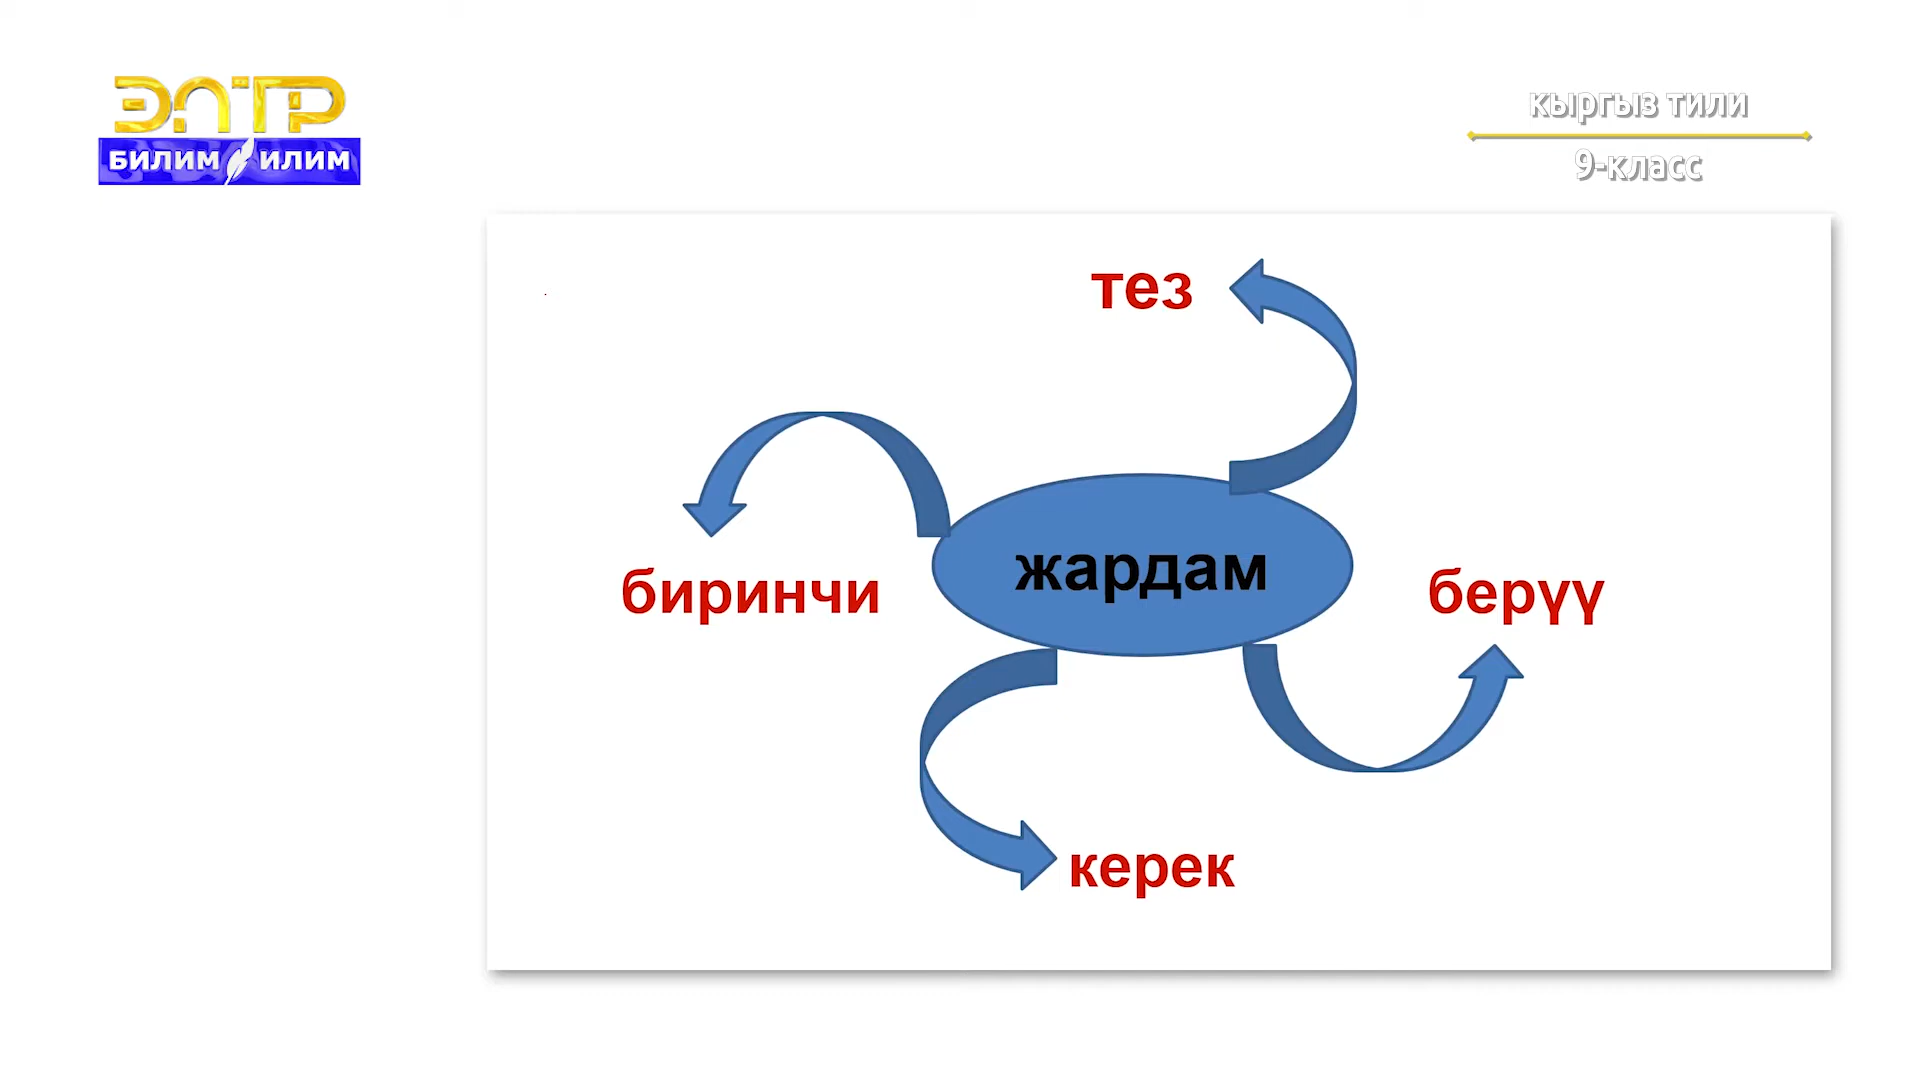 ЭЛТР
БИЛИМ ИЛИМ
кыргыз тили
9-класс
тез
биринчи
жардам
берүү
керек